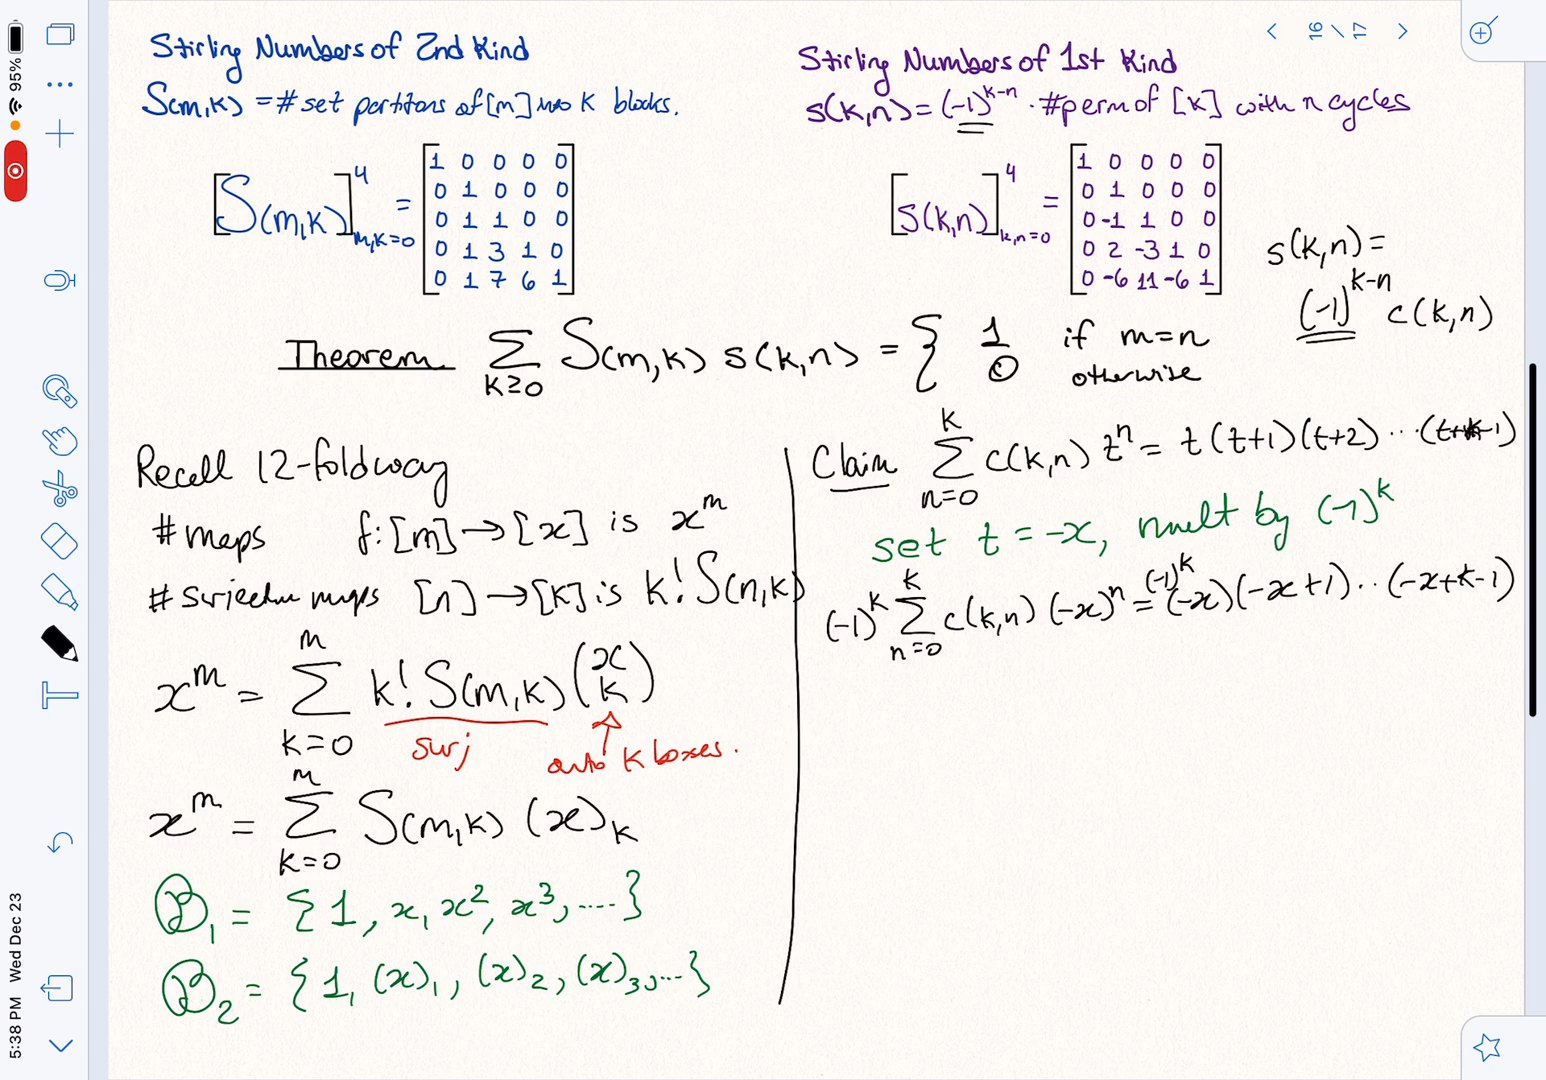 Stirling Numbers of 2nd Kind
S(m,k) = # set partitons of [m] into K blocks.
[S(m,k)]^4_{m,k=0} =
1 0 0 0 0
0 1 0 0 0
0 1 1 0 0
0 1 3 1 0
0 1 7 6 1
Stirling Numbers of 1st Kind
s(k,n) = (-1)^{k-n} · #perm of [k] with n cycles
[s(k,n)]^4_{k,n=0} =
1 0 0 0 0
0 1 0 0 0
0 -1 1 0 0
0 2 -3 1 0
0 -6 11 -6 1
s(k,n) =
(-1)^{k-n} c(k,n)
Theorem Σ_{k≥0} S(m,k) s(k,n) = { 1 if m=n
0 otherwise
Recall 12-fold way
# maps f: [m] → [x] is x^m
# surjective maps [n] → [k] is k! S(n,k)
x^m = Σ_{k=0}^{m} k! S(m,k) (x k)
surj
onto K boxes.
x^m = Σ_{k=0}^{m} S(m,k) (x)_k
B_1 = {1, x, x^2, x^3, ....}
B_2 = {1, (x)_1, (x)_2, (x)_3, ...}
Claim Σ_{n=0}^{k} c(k,n) t^n = t(t+1)(t+2) ... (t+k-1)
set t = -x, mult by (-1)^k
(-1)^k Σ_{n=0}^{k} c(k,n) (-x)^n = (-1)^k (-x)(-x+1) .. (-x+k-1)
16 \ 17
95%
5:38 PM Wed Dec 23